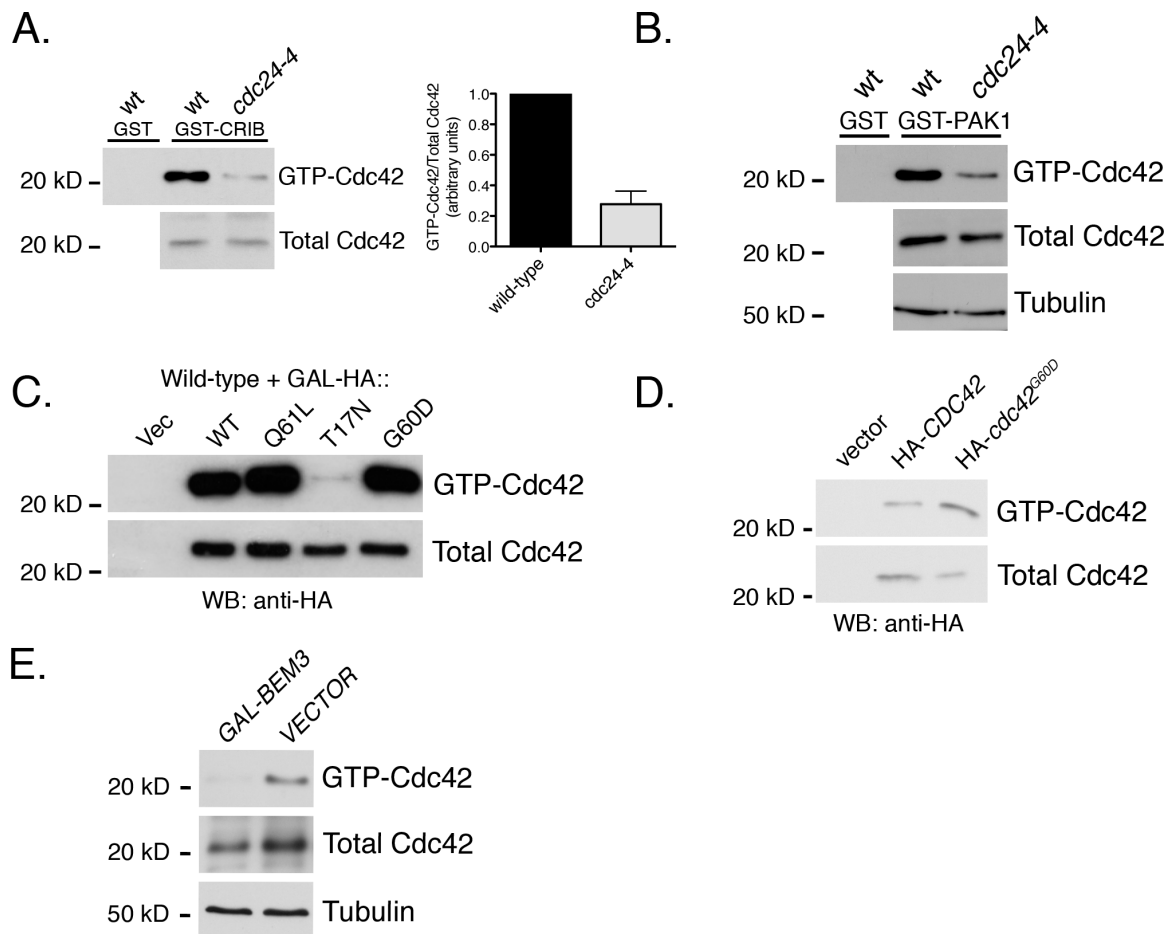 A.
wt
wt
cdc24-4
GST
GST-CRIB
20 kD
GTP-Cdc42
20 kD
Total Cdc42
GTP-Cdc42/Total Cdc42
(arbitrary units)
1.0
0.8
0.6
0.4
0.2
0.0
wild-type
cdc24-4
B.
wt
wt
cdc24-4
GST
GST-PAK1
20 kD
GTP-Cdc42
20 kD
Total Cdc42
50 kD
Tubulin
C.
Wild-type + GAL-HA::
Vec
WT
Q61L
T17N
G60D
20 kD
GTP-Cdc42
20 kD
Total Cdc42
WB: anti-HA
D.
vector
HA-CDC42
HA-cdc42G60D
20 kD
GTP-Cdc42
20 kD
Total Cdc42
WB: anti-HA
E.
GAL-BEM3
VECTOR
20 kD
GTP-Cdc42
20 kD
Total Cdc42
50 kD
Tubulin